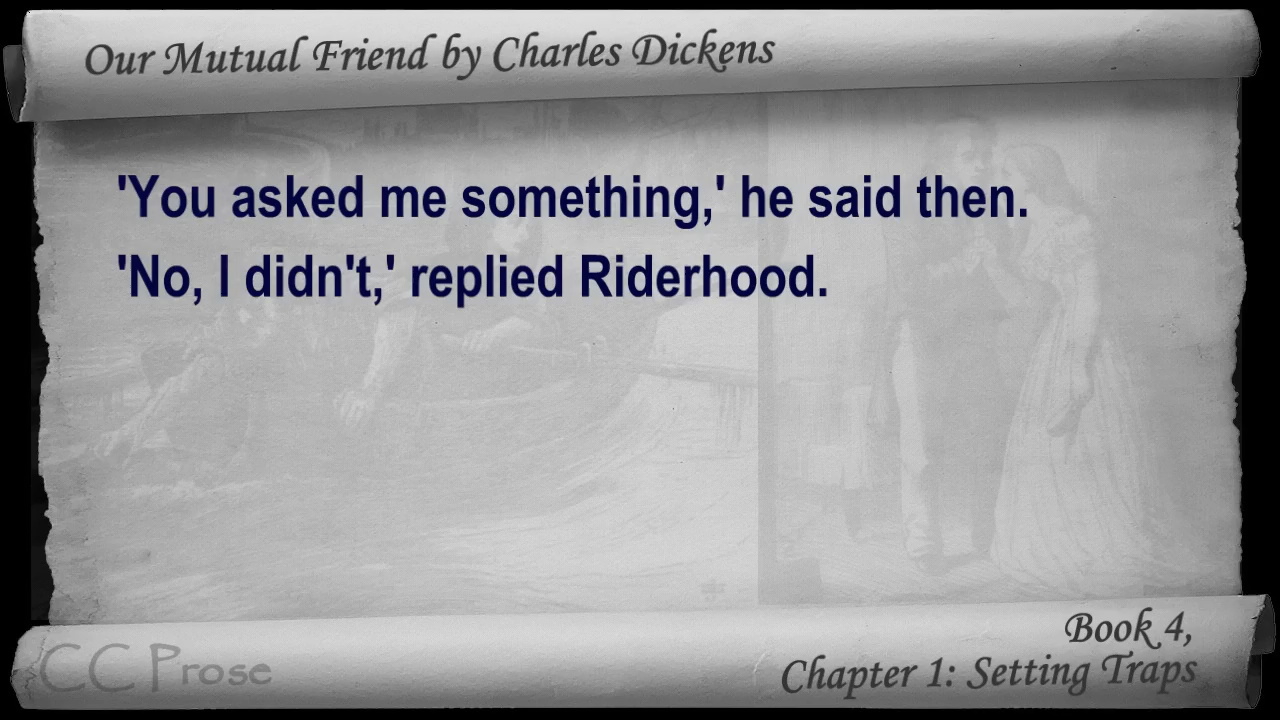 Our Mutual Friend by Charles Dickens
'You asked me something,' he said then.
'No, I didn't,' replied Riderhood.
Book 4,
CC Prose
Chapter 1: Setting Traps